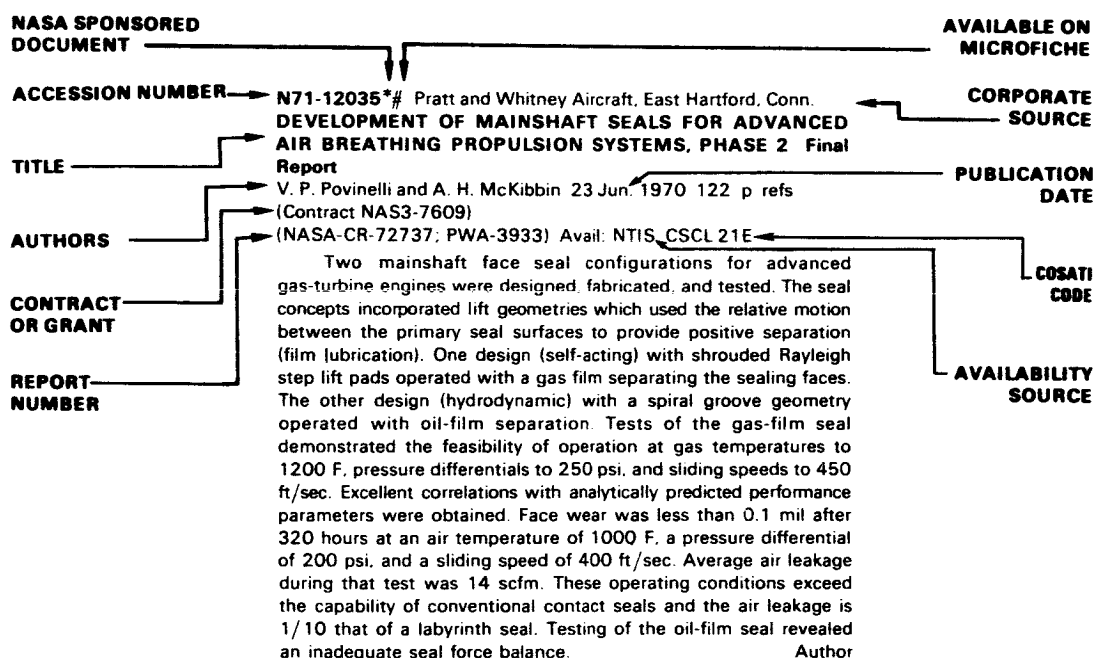 NASA SPONSORED
DOCUMENT
AVAILABLE ON
MICROFICHE
ACCESSION NUMBER
CORPORATE
SOURCE
TITLE
PUBLICATION
DATE
AUTHORS
COSATI
CODE
CONTRACT
OR GRANT
REPORT
NUMBER
AVAILABILITY
SOURCE
N71-12035*# Pratt and Whitney Aircraft, East Hartford, Conn.
DEVELOPMENT OF MAINSHAFT SEALS FOR ADVANCED
AIR BREATHING PROPULSION SYSTEMS, PHASE 2 Final
Report
V. P. Povinelli and A. H. McKibbin 23 Jun. 1970 122 p refs
(Contract NAS3-7609)
(NASA-CR-72737; PWA-3933) Avail: NTIS CSCL 21E
Two mainshaft face seal configurations for advanced
gas-turbine engines were designed, fabricated, and tested. The seal
concepts incorporated lift geometries which used the relative motion
between the primary seal surfaces to provide positive separation
(film lubrication). One design (self-acting) with shrouded Rayleigh
step lift pads operated with a gas film separating the sealing faces.
The other design (hydrodynamic) with a spiral groove geometry
operated with oil-film separation. Tests of the gas-film seal
demonstrated the feasibility of operation at gas temperatures to
1200 F, pressure differentials to 250 psi, and sliding speeds to 450
ft/sec. Excellent correlations with analytically predicted performance
parameters were obtained. Face wear was less than 0.1 mil after
320 hours at an air temperature of 1000 F, a pressure differential
of 200 psi, and a sliding speed of 400 ft/sec. Average air leakage
during that test was 14 scfm. These operating conditions exceed
the capability of conventional contact seals and the air leakage is
1/10 that of a labyrinth seal. Testing of the oil-film seal revealed
an inadequate seal force balance. Author